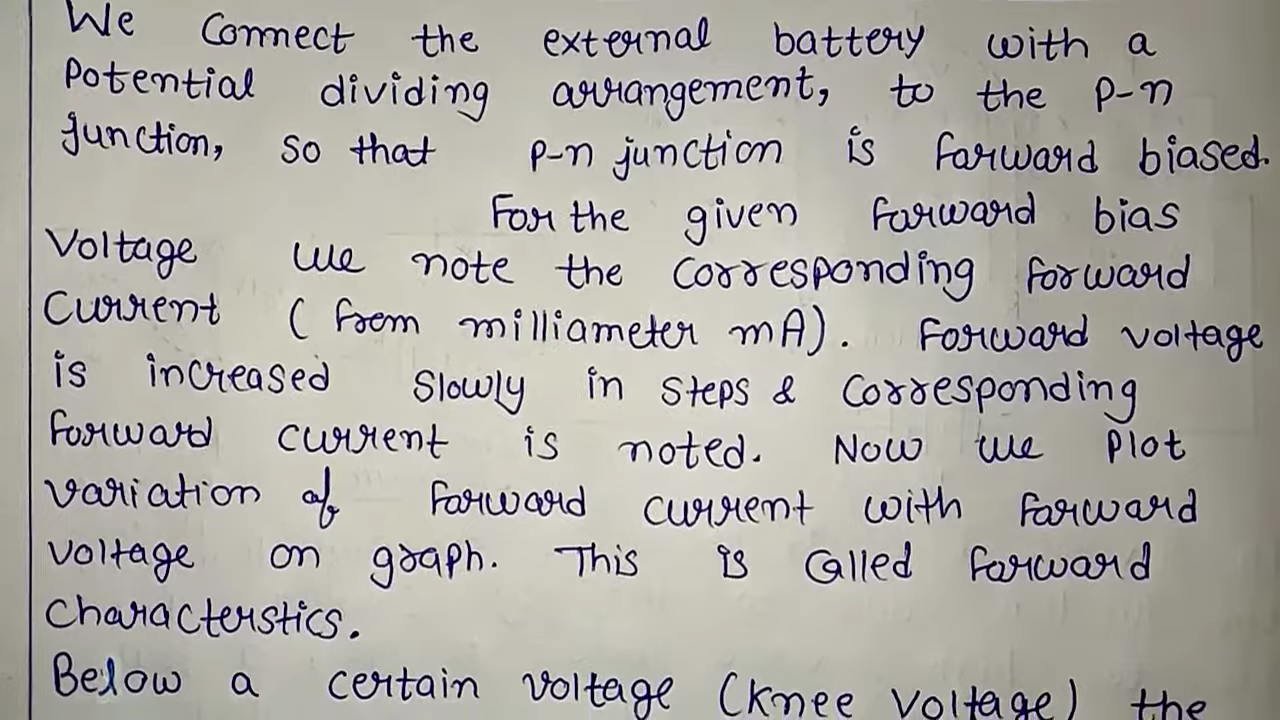 We Connect the external battery with a
Potential dividing arrangement, to the P-n
junction, so that P-n junction is forward biased.
For the given forward bias
Voltage we note the corresponding forward
Current (from milliameter mA). Forward voltage
is increased slowly in steps & corresponding
forward current is noted. Now we Plot
variation of forward current with forward
voltage on graph. This is called forward
Characterstics.
Below a certain voltage (Knee voltage) the